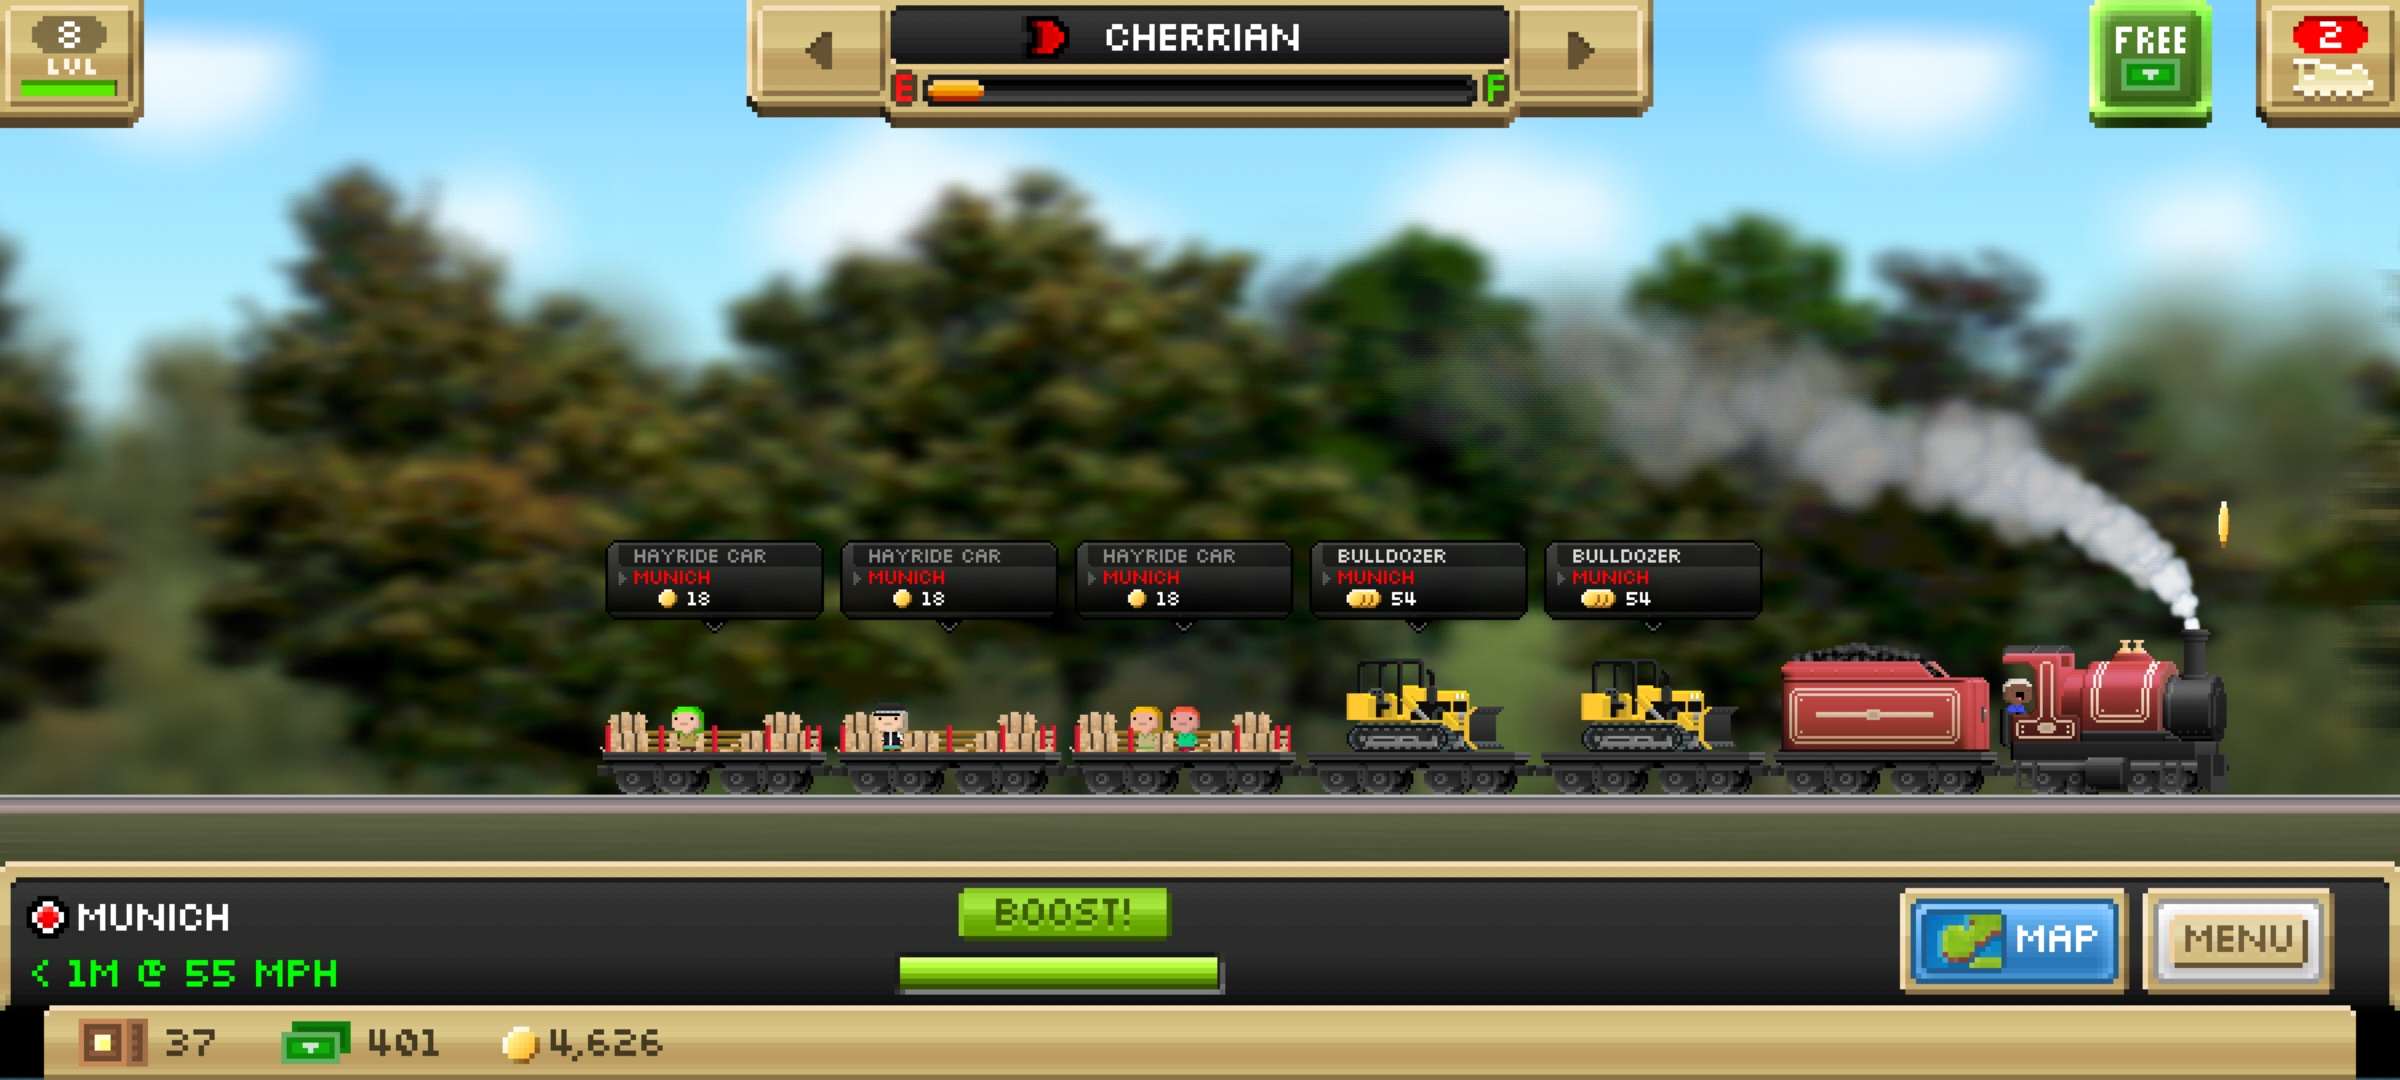 8
LVL
CHERRIAN
E F
FREE
2
HAYRIDE CAR
MUNICH
18
HAYRIDE CAR
MUNICH
18
HAYRIDE CAR
MUNICH
18
BULLDOZER
MUNICH
54
BULLDOZER
MUNICH
54
MUNICH
< 1M @ 55 MPH
BOOST!
MAP
MENU
37
401
4,626